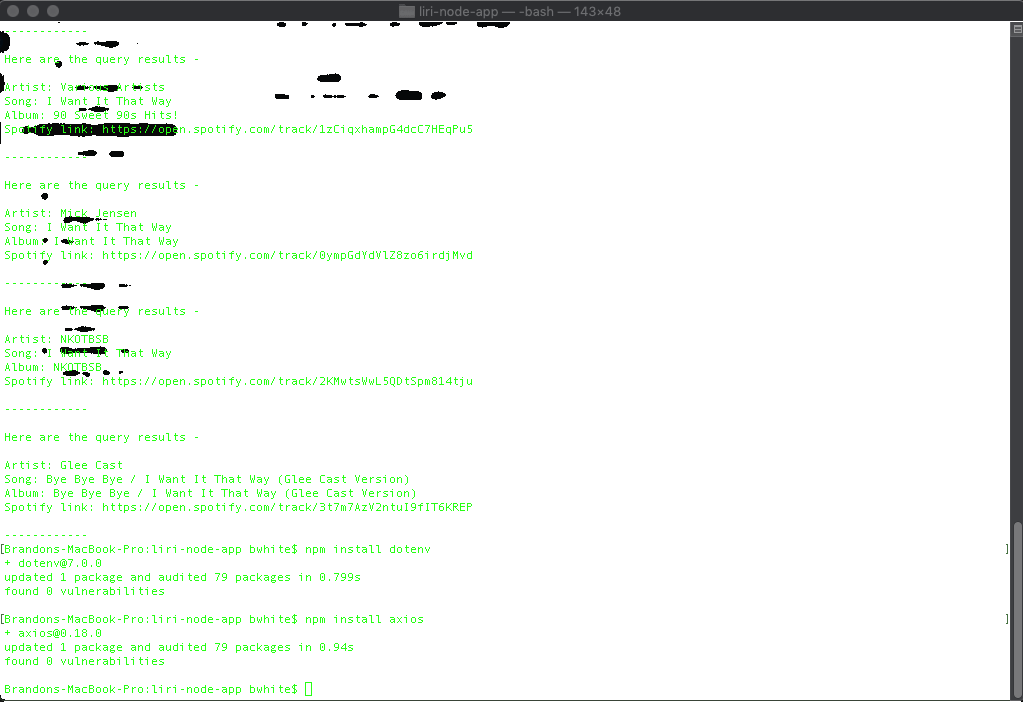 liri-node-app — -bash — 143×48
------------
Here are the query results -
Artist: Various Artists
Song: I Want It That Way
Album: 90 Sweet 90s Hits!
Spotify link: https://open.spotify.com/track/1zCiqxhampG4dcC7HEqPu5
------------
Here are the query results -
Artist: Mick Jensen
Song: I Want It That Way
Album: I Want It That Way
Spotify link: https://open.spotify.com/track/0ympGdYdVlZ8zo6irdjMvd
------------
Here are the query results -
Artist: NKOTBSB
Song: I Want It That Way
Album: NKOTBSB
Spotify link: https://open.spotify.com/track/2KMwtsWwL5QDtSpm814tju
------------
Here are the query results -
Artist: Glee Cast
Song: Bye Bye Bye / I Want It That Way (Glee Cast Version)
Album: Bye Bye Bye / I Want It That Way (Glee Cast Version)
Spotify link: https://open.spotify.com/track/3t7m7AzV2ntuI9fIT6KREP
------------
[Brandons-MacBook-Pro:liri-node-app bwhite$ npm install dotenv ]
+ dotenv@7.0.0
updated 1 package and audited 79 packages in 0.799s
found 0 vulnerabilities
[Brandons-MacBook-Pro:liri-node-app bwhite$ npm install axios ]
+ axios@0.18.0
updated 1 package and audited 79 packages in 0.94s
found 0 vulnerabilities
Brandons-MacBook-Pro:liri-node-app bwhite$